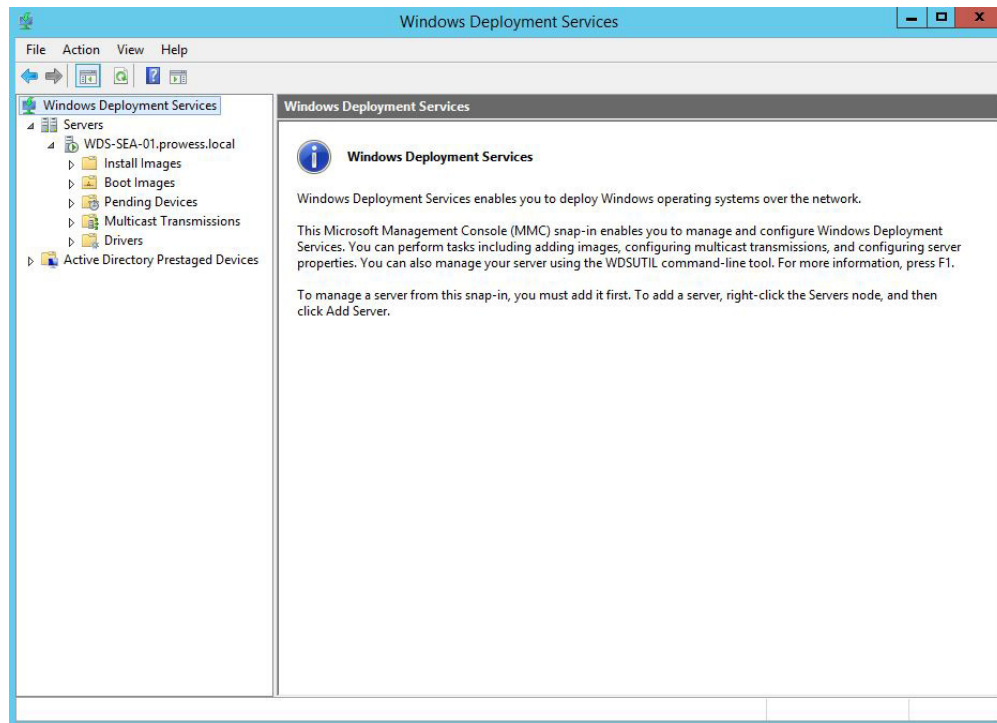 Windows Deployment Services
File Action View Help
Windows Deployment Services
Servers
WDS-SEA-01.prowess.local
Install Images
Boot Images
Pending Devices
Multicast Transmissions
Drivers
Active Directory Prestaged Devices
Windows Deployment Services
Windows Deployment Services
Windows Deployment Services enables you to deploy Windows operating systems over the network.
This Microsoft Management Console (MMC) snap-in enables you to manage and configure Windows Deployment
Services. You can perform tasks including adding images, configuring multicast transmissions, and configuring server
properties. You can also manage your server using the WDSUTIL command-line tool. For more information, press F1.
To manage a server from this snap-in, you must add it first. To add a server, right-click the Servers node, and then
click Add Server.